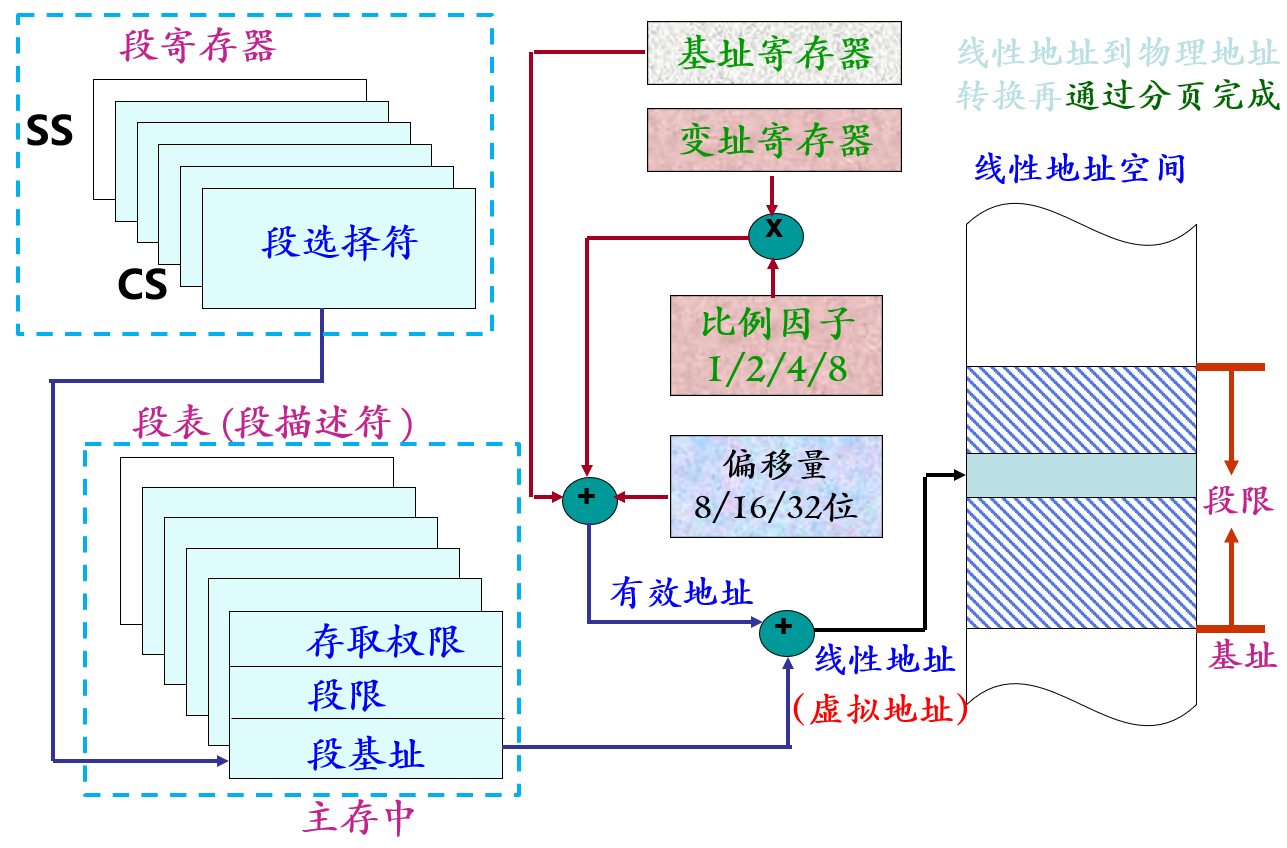 段寄存器
SS
CS
段选择符
段表(段描述符)
存取权限
段限
段基址
主存中
基址寄存器
变址寄存器
x
比例因子
1/2/4/8
偏移量
8/16/32位
+
有效地址
+
线性地址
(虚拟地址)
线性地址到物理地址
转换再通过分页完成
线性地址空间
段限
基址